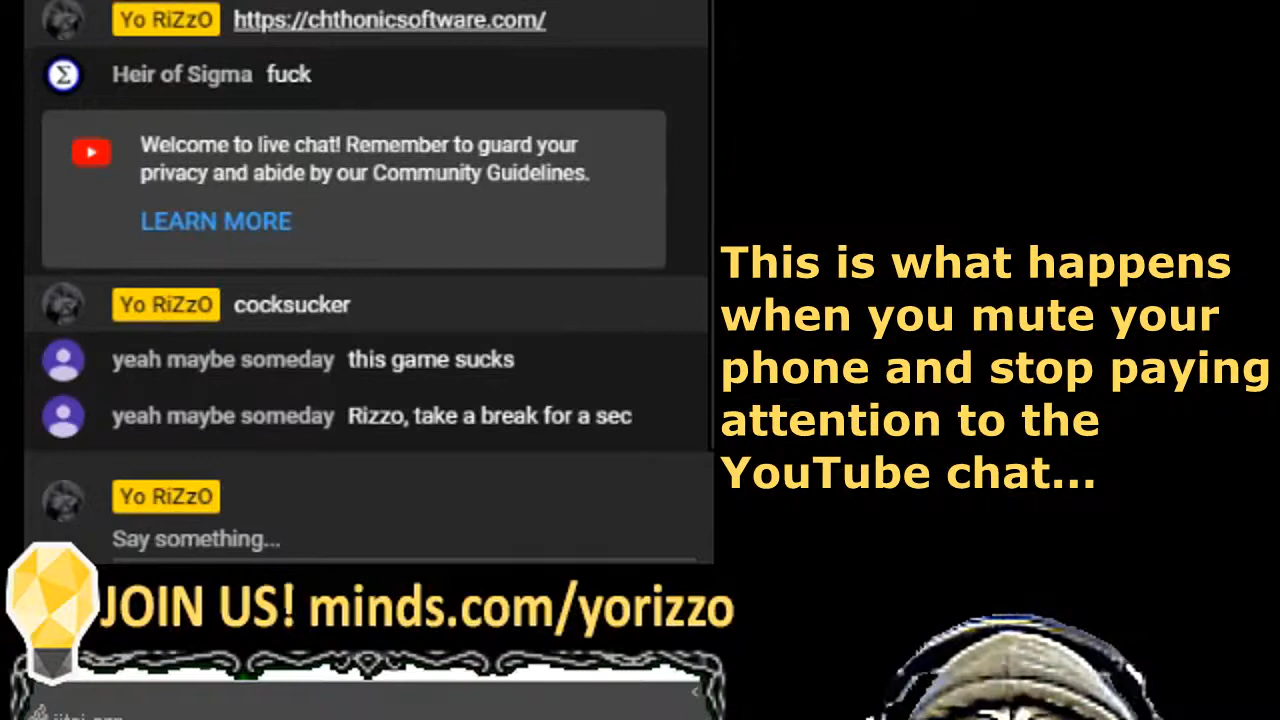 Yo RiZzO https://chthonicsoftware.com/
Σ Heir of Sigma fuck
Welcome to live chat! Remember to guard your
privacy and abide by our Community Guidelines.
LEARN MORE
Yo RiZzO cocksucker
yeah maybe someday this game sucks
yeah maybe someday Rizzo, take a break for a sec
Yo RiZzO
Say something...
This is what happens
when you mute your
phone and stop paying
attention to the
YouTube chat...
JOIN US! minds.com/yorizzo